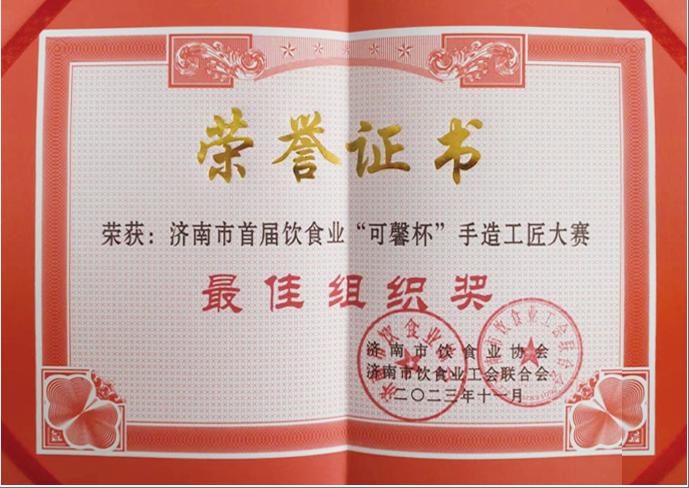 荣誉证书
荣获：济南市首届饮食业“可馨杯”手造工匠大赛
最佳组织奖
济南市饮食业协会
济南市饮食业工会联合会
二〇二三年十一月